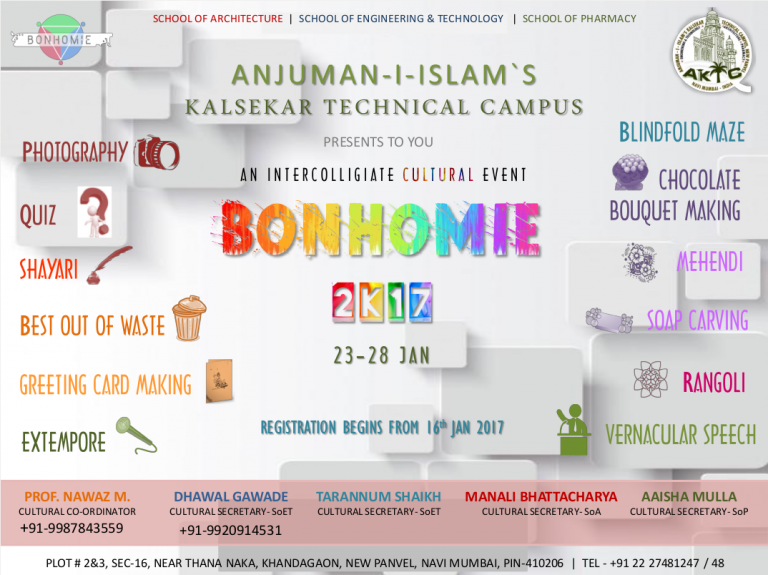 SCHOOL OF ARCHITECTURE | SCHOOL OF ENGINEERING & TECHNOLOGY | SCHOOL OF PHARMACY
BONHOMIE
AKTC
NAVI MUMBAI - INDIA
ANJUMAN-I-ISLAM`S
KALSEKAR TECHNICAL CAMPUS
PRESENTS TO YOU
AN INTERCOLLIGIATE CULTURAL EVENT
BONHOMIE
2K17
23-28 JAN
REGISTRATION BEGINS FROM 16th JAN 2017
PHOTOGRAPHY
QUIZ
SHAYARI
BEST OUT OF WASTE
GREETING CARD MAKING
EXTEMPORE
BLINDFOLD MAZE
CHOCOLATE
BOUQUET MAKING
MEHENDI
SOAP CARVING
RANGOLI
VERNACULAR SPEECH
PROF. NAWAZ M.
CULTURAL CO-ORDINATOR
+91-9987843559
DHAWAL GAWADE
CULTURAL SECRETARY- SoET
+91-9920914531
TARANNUM SHAIKH
CULTURAL SECRETARY- SoET
MANALI BHATTACHARYA
CULTURAL SECRETARY- SoA
AAISHA MULLA
CULTURAL SECRETARY- SoP
PLOT # 2&3, SEC-16, NEAR THANA NAKA, KHANDAGAON, NEW PANVEL, NAVI MUMBAI, PIN-410206 | TEL - +91 22 27481247 / 48